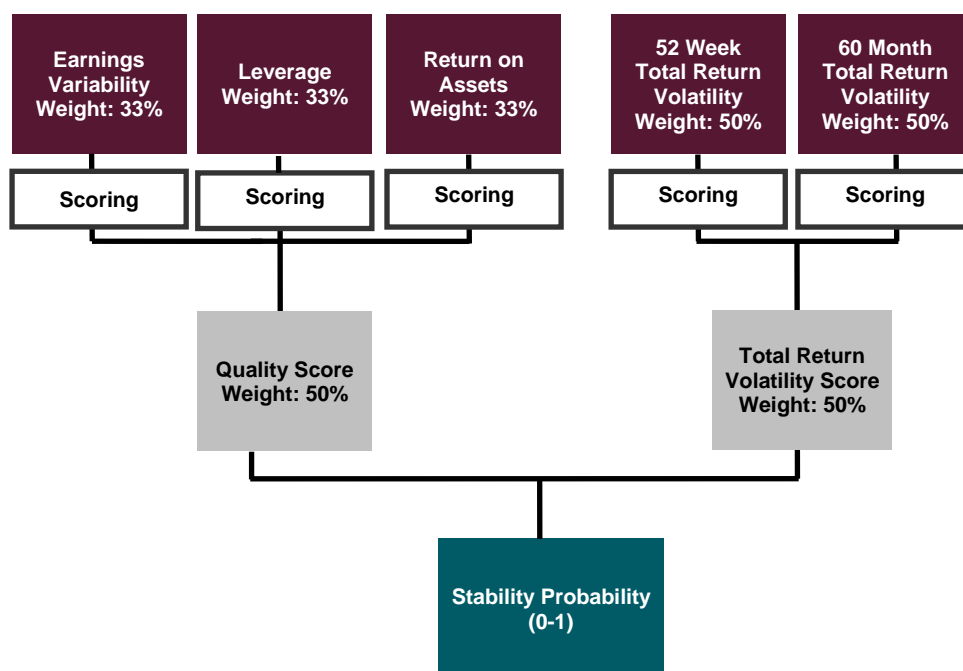 Earnings
Variability
Weight: 33%
Leverage
Weight: 33%
Return on
Assets
Weight: 33%
52 Week
Total Return
Volatility
Weight: 50%
60 Month
Total Return
Volatility
Weight: 50%
Scoring
Scoring
Scoring
Scoring
Scoring
Quality Score
Weight: 50%
Total Return
Volatility Score
Weight: 50%
Stability Probability
(0-1)